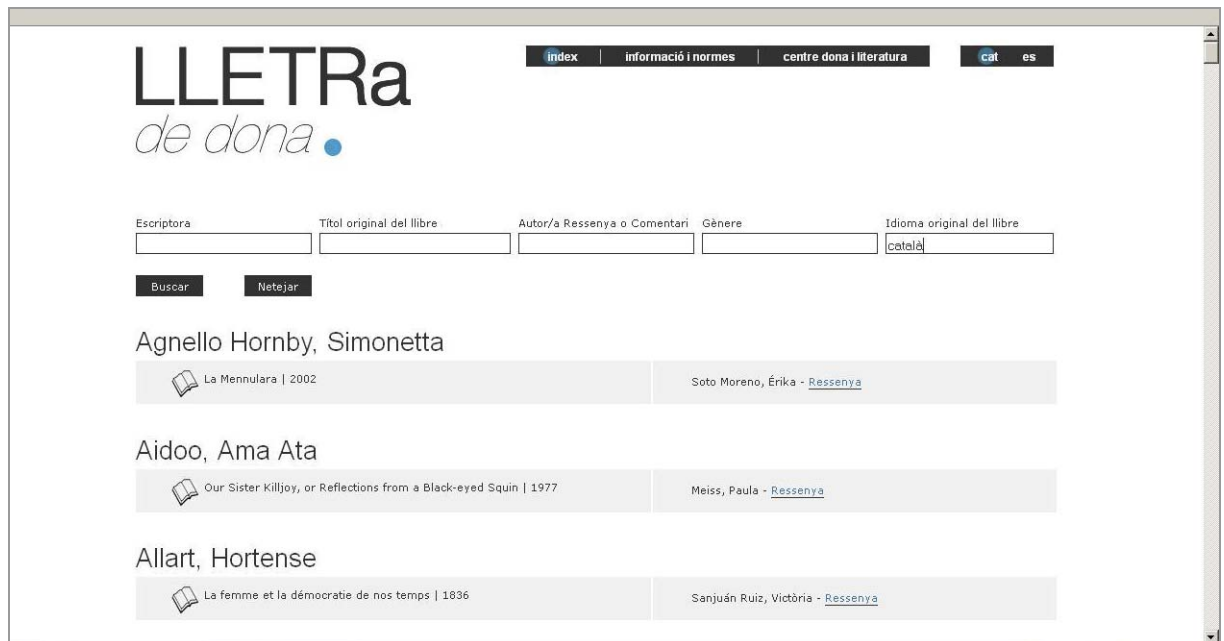 LLETRa
de dona
index | informació i normes | centre dona i literatura
cat es
Escriptora Títol original del llibre Autor/a Ressenya o Comentari Gènere Idioma original del llibre
català
Buscar Netejar
Agnello Hornby, Simonetta
La Mennulara | 2002 Soto Moreno, Érika - Ressenya
Aidoo, Ama Ata
Our Sister Killjoy, or Reflections from a Black-eyed Squin | 1977 Meiss, Paula - Ressenya
Allart, Hortense
La femme et la démocratie de nos temps | 1836 Sanjuán Ruiz, Victòria - Ressenya